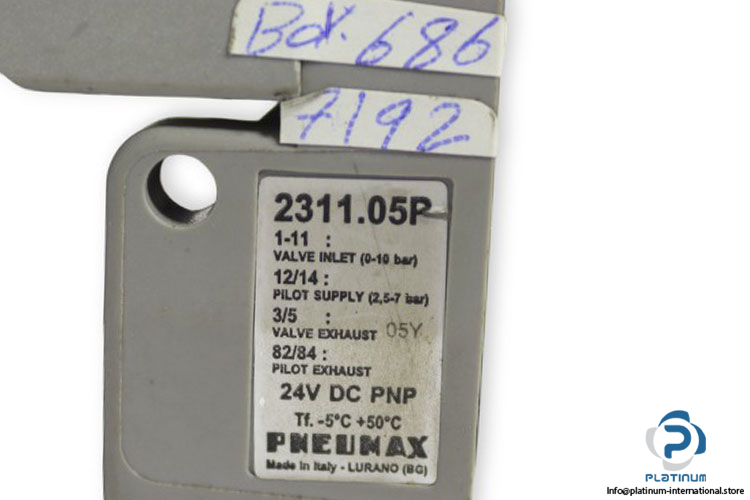 Box. 686
7192
2311.05P
1-11 :
VALVE INLET (0-10 bar)
12/14 :
PILOT SUPPLY (2,5-7 bar)
3/5 :
VALVE EXHAUST 05Y
82/84 :
PILOT EXHAUST
24V DC PNP
Tf. -5°C +50°C
PNEUMAX
Made in Italy - LURANO (BG)
PLATINUM
INTERNATIONAL
Info@platinum-international.store